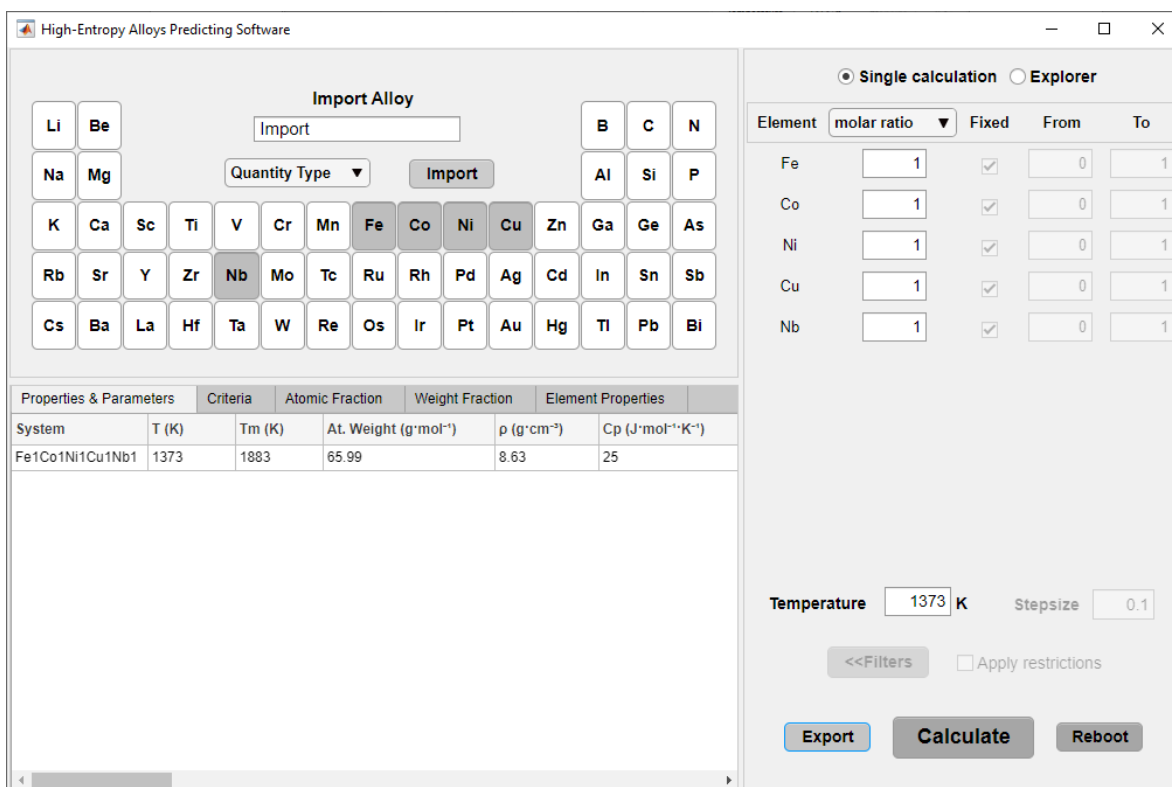 High-Entropy Alloys Predicting Software
Import Alloy
Import
Quantity Type ▼ Import
Li Be B C N
Na Mg Al Si P
K Ca Sc Ti V Cr Mn Fe Co Ni Cu Zn Ga Ge As
Rb Sr Y Zr Nb Mo Tc Ru Rh Pd Ag Cd In Sn Sb
Cs Ba La Hf Ta W Re Os Ir Pt Au Hg Tl Pb Bi
Properties & Parameters Criteria Atomic Fraction Weight Fraction Element Properties
System T (K) Tm (K) At. Weight (g·mol⁻¹) ρ (g·cm⁻³) Cp (J·mol⁻¹·K⁻¹)
Fe1Co1Ni1Cu1Nb1 1373 1883 65.99 8.63 25
Single calculation Explorer
Element molar ratio ▼ Fixed From To
Fe 1 0 1
Co 1 0 1
Ni 1 0 1
Cu 1 0 1
Nb 1 0 1
Temperature 1373 K Stepsize 0.1
<<Filters Apply restrictions
Export Calculate Reboot